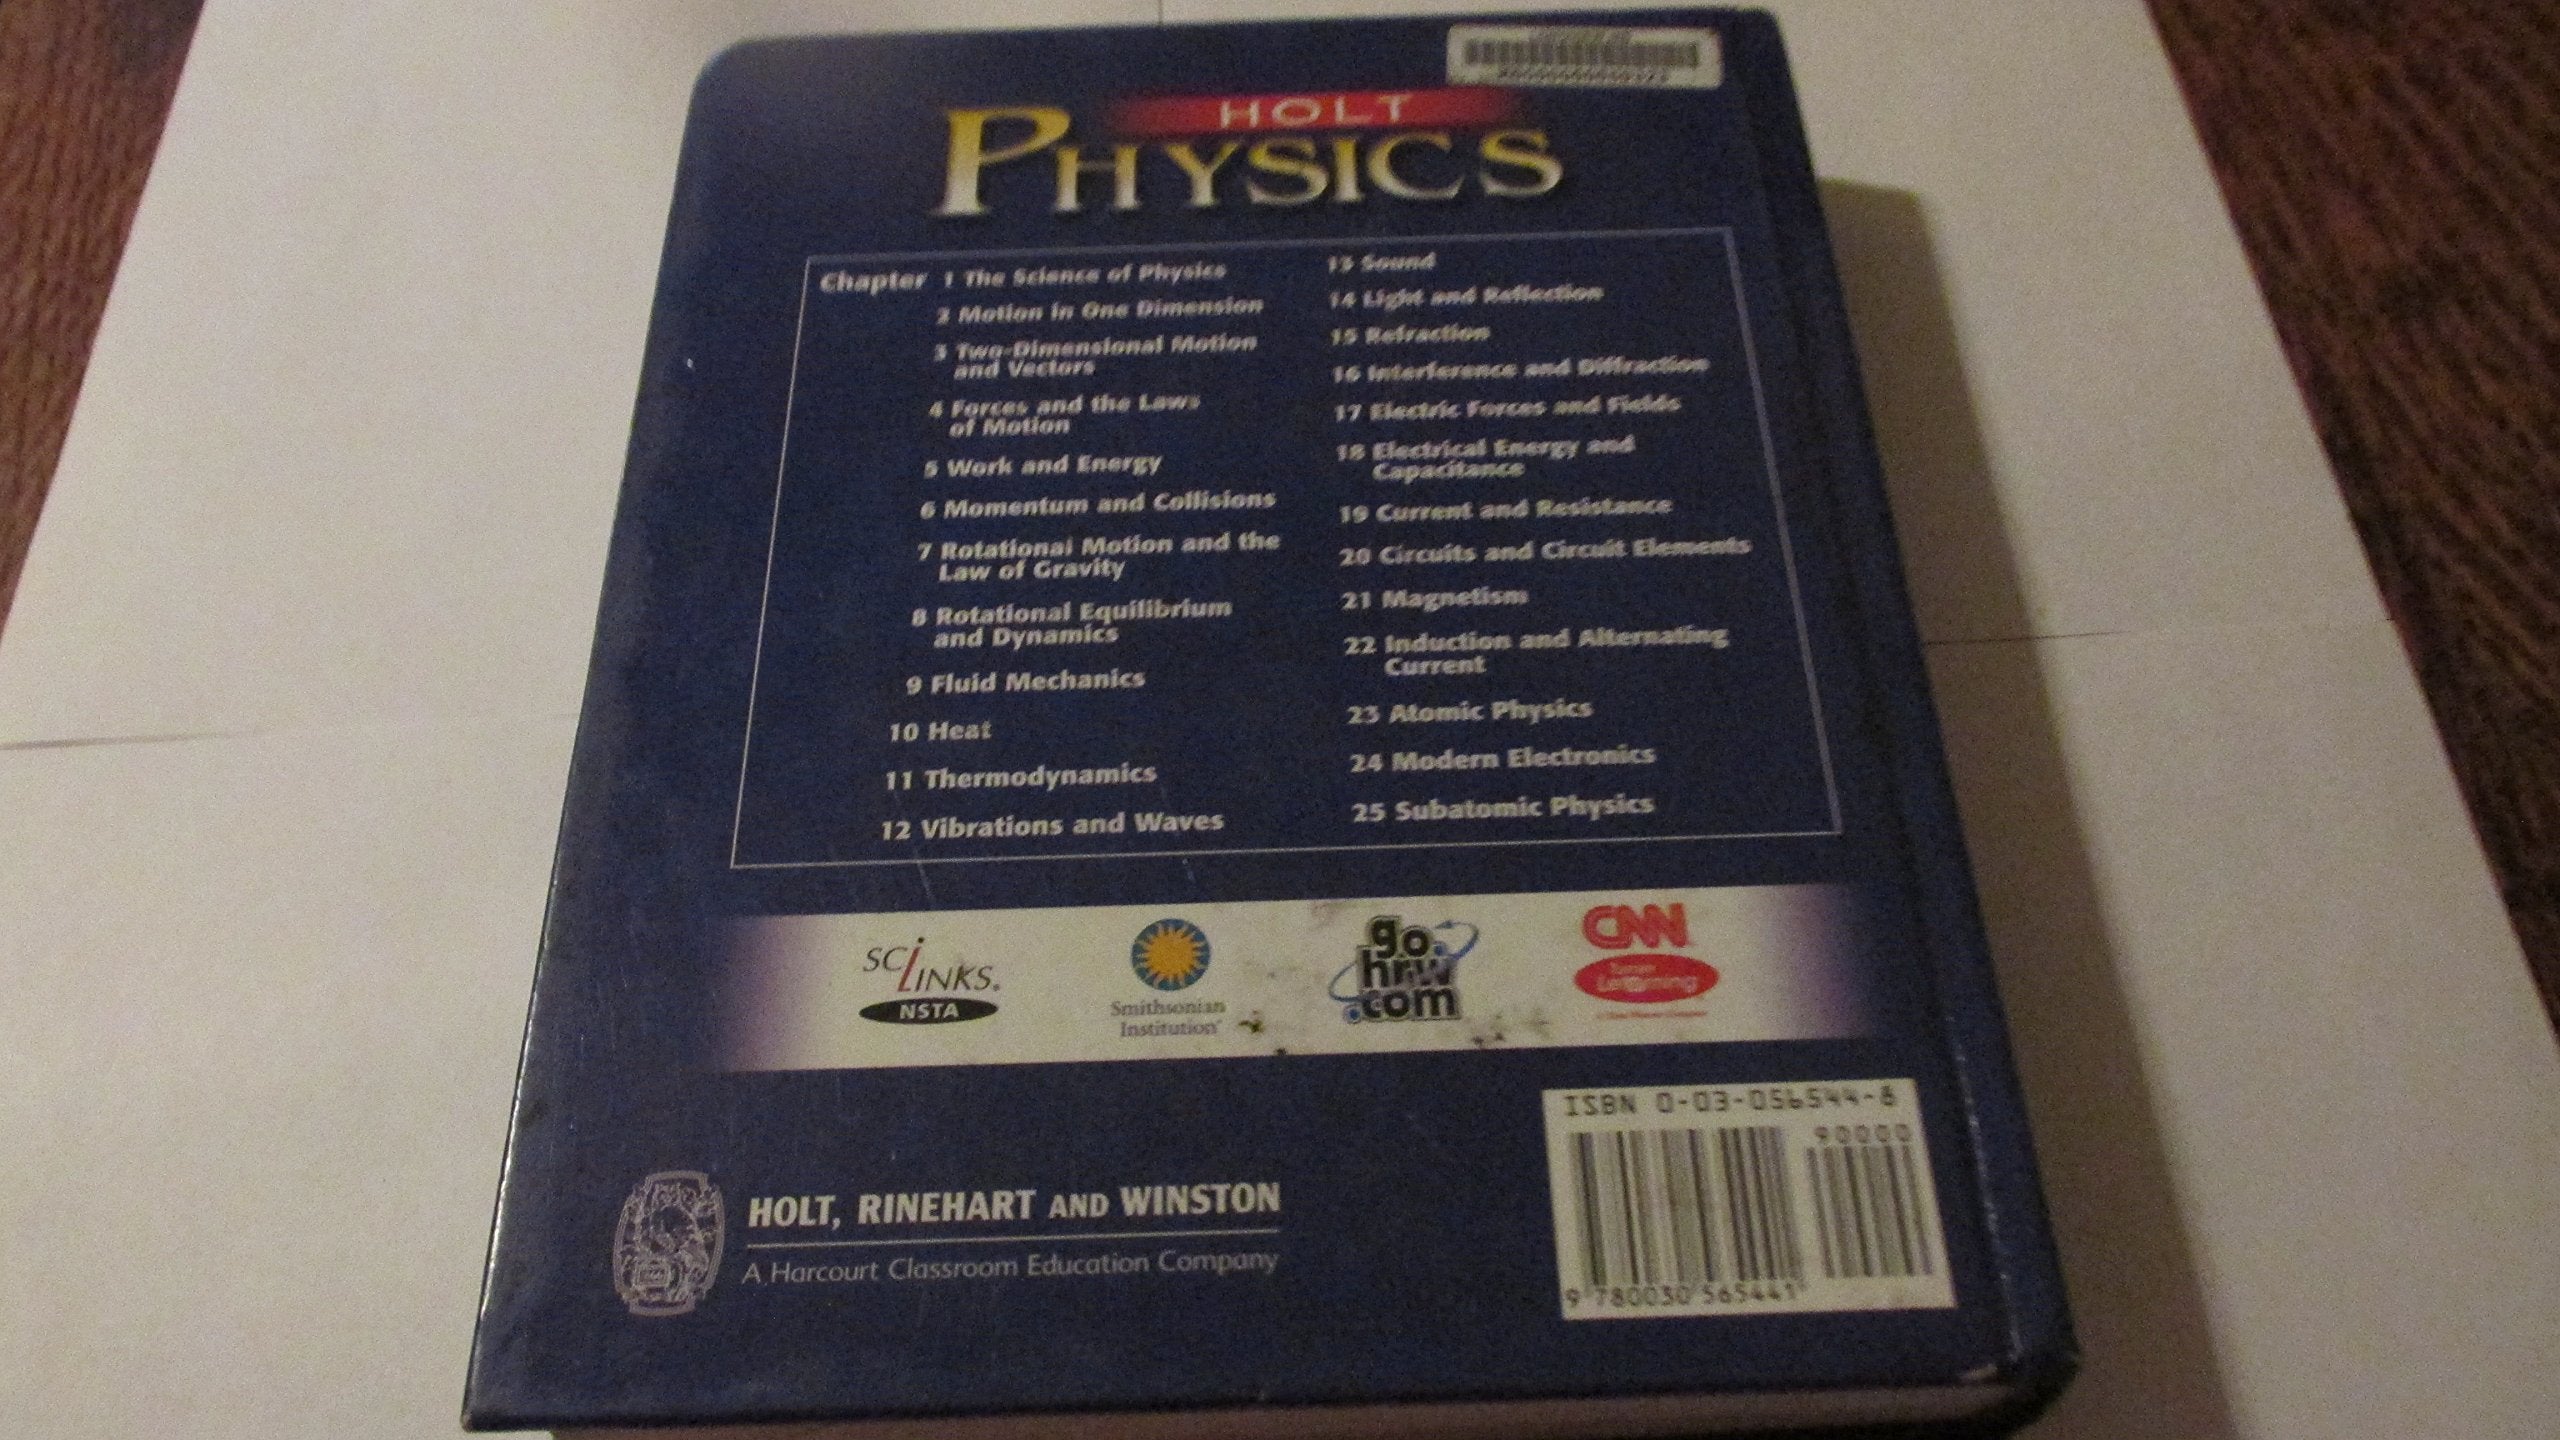 HOLT
PHYSICS
Chapter 1 The Science of Physics
2 Motion in One Dimension
3 Two-Dimensional Motion
and Vectors
4 Forces and the Laws
of Motion
5 Work and Energy
6 Momentum and Collisions
7 Rotational Motion and the
Law of Gravity
8 Rotational Equilibrium
and Dynamics
9 Fluid Mechanics
10 Heat
11 Thermodynamics
12 Vibrations and Waves
13 Sound
14 Light and Reflection
15 Refraction
16 Interference and Diffraction
17 Electric Forces and Fields
18 Electrical Energy and
Capacitance
19 Current and Resistance
20 Circuits and Circuit Elements
21 Magnetism
22 Induction and Alternating
Current
23 Atomic Physics
24 Modern Electronics
25 Subatomic Physics
SCiLINKS.
NSTA
Smithsonian
Institution
go.
hrw
.com
CNN
Learning
ISBN 0-03-056544-8
90000
9 780030 565441
HOLT, RINEHART AND WINSTON
A Harcourt Classroom Education Company